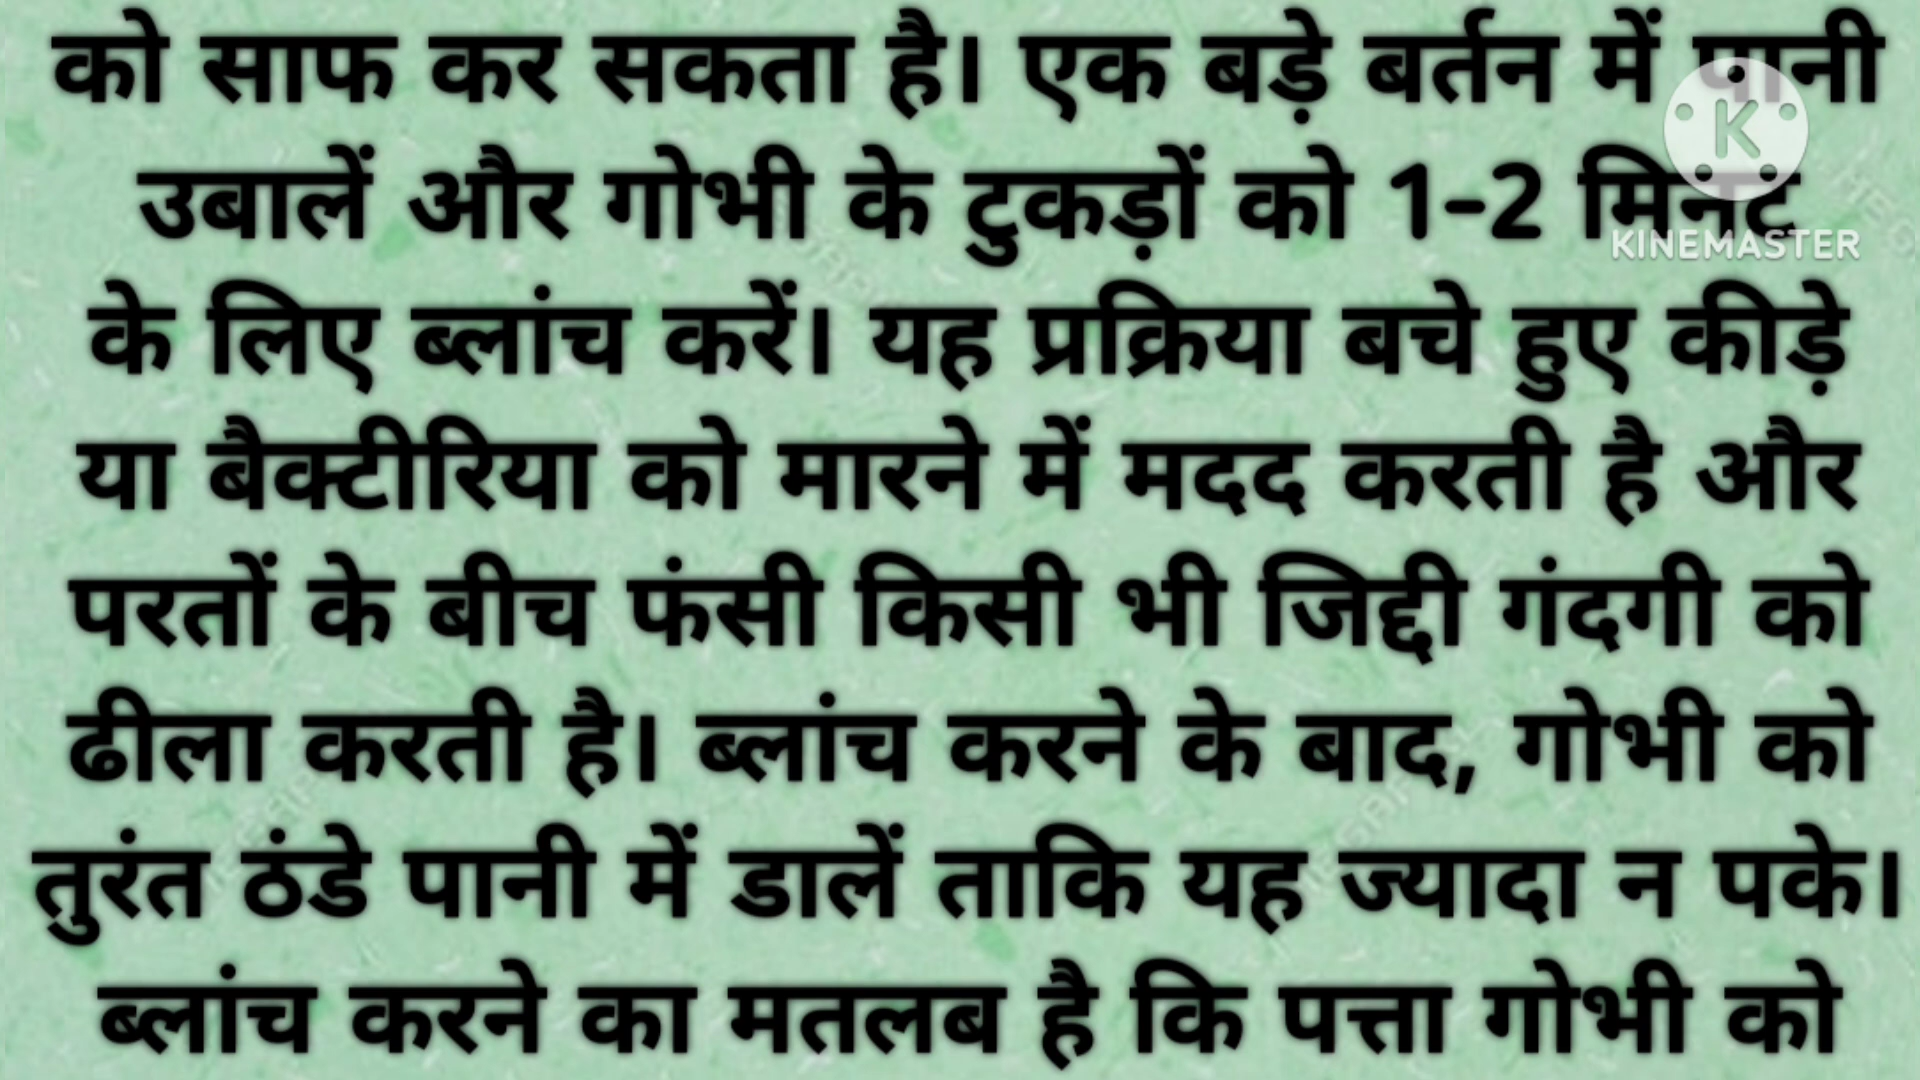 को साफ कर सकता है। एक बड़े बर्तन में पानी
उबालें और गोभी के टुकड़ों को 1-2 मिनट
K
KINEMASTER
के लिए ब्लांच करें। यह प्रक्रिया बचे हुए कीड़े
या बैक्टीरिया को मारने में मदद करती है और
परतों के बीच फंसी किसी भी जिद्दी गंदगी को
ढीला करती है। ब्लांच करने के बाद, गोभी को
तुरंत ठंडे पानी में डालें ताकि यह ज्यादा न पके।
ब्लांच करने का मतलब है कि पत्ता गोभी को